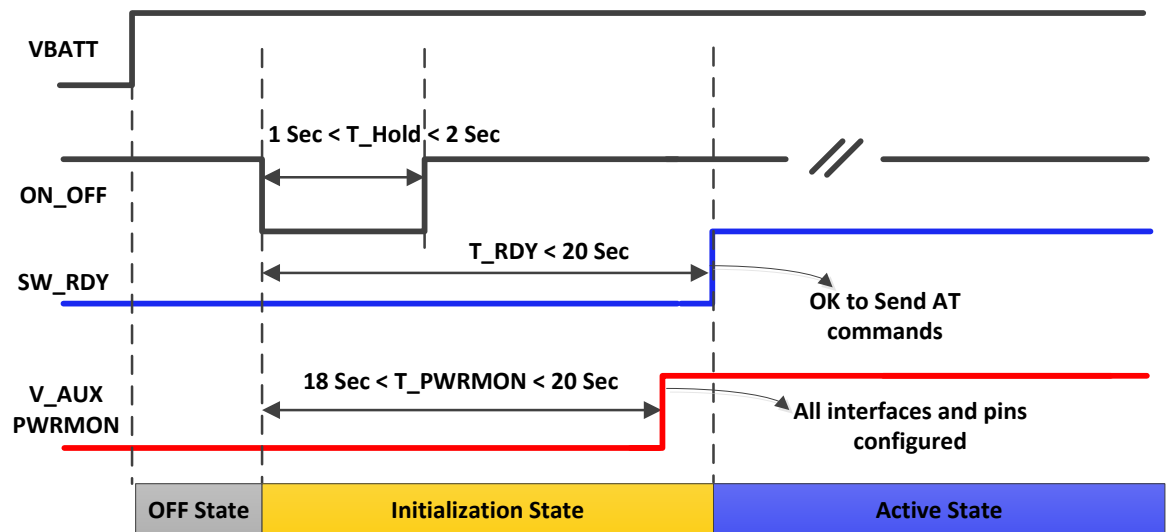 VBATT
1 Sec < T_Hold < 2 Sec
ON_OFF
T_RDY < 20 Sec
SW_RDY
OK to Send AT
commands
18 Sec < T_PWRMON < 20 Sec
V_AUX
PWRMON
All interfaces and pins
configured
OFF State
Initialization State
Active State